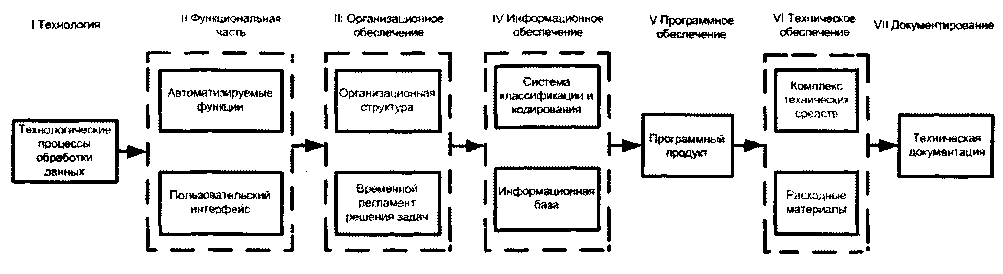 I Технология
II Функциональная
часть
II: Организационное
обеспечение
IV Информационное
обеспечение
V Программное
обеспечение
VI Техническое
обеспечение
VII Документирование
Технологические
процессы
обработки
данных
Автоматизируемые
функции
Пользовательский
интерфейс
Организационная
структура
Временной
регламент
решения задач
Система
классификации и
кодирования
Информационная
база
Программный
продукт
Комплекс
технических
средств
Расходные
материалы
Техническая
документация